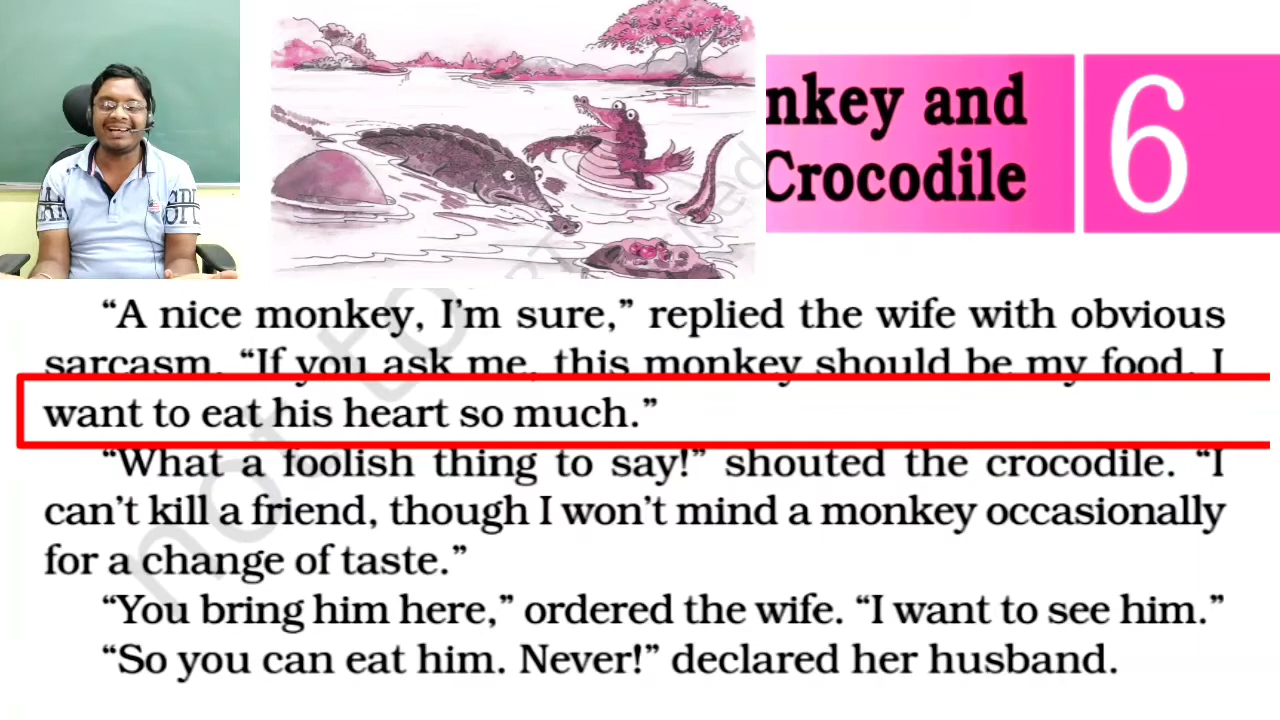 nkey and
Crocodile
6
“A nice monkey, I’m sure,” replied the wife with obvious
sarcasm. “If you ask me, this monkey should be my food. I
want to eat his heart so much.”
“What a foolish thing to say!” shouted the crocodile. “I
can’t kill a friend, though I won’t mind a monkey occasionally
for a change of taste.”
“You bring him here,” ordered the wife. “I want to see him.”
“So you can eat him. Never!” declared her husband.
not to